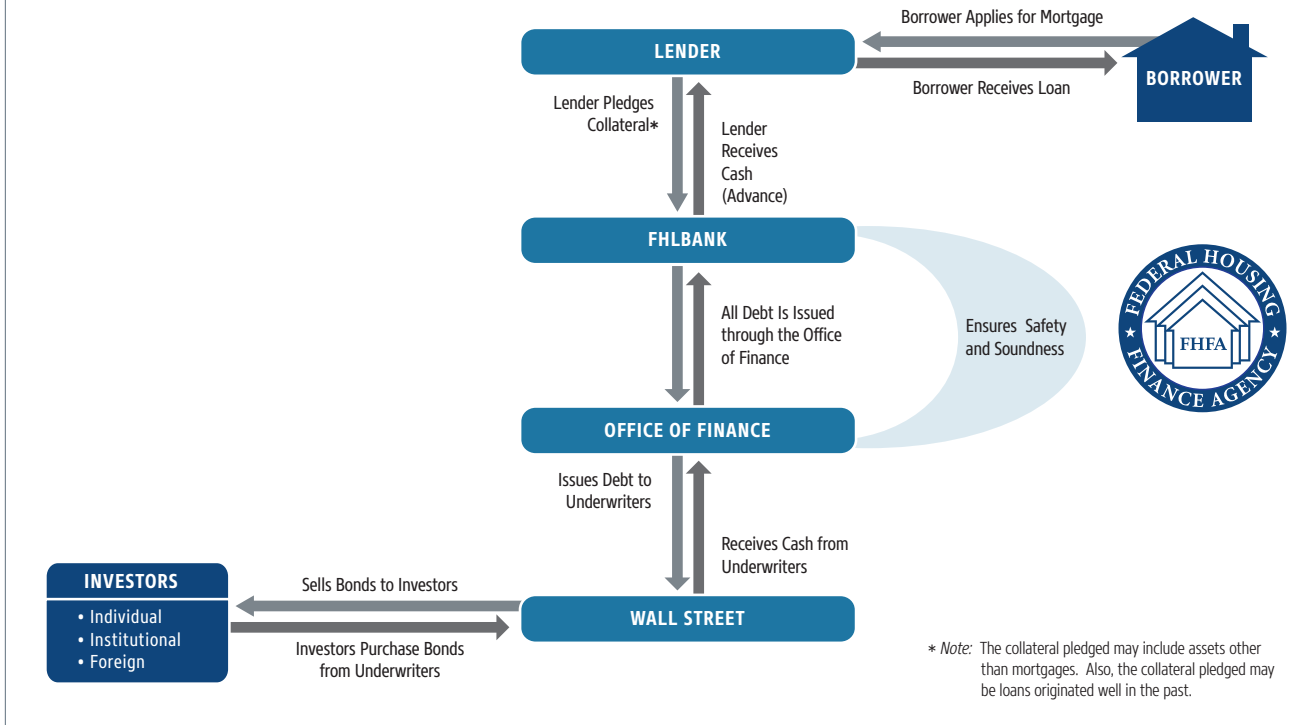 Borrower Applies for Mortgage
LENDER
BORROWER
Borrower Receives Loan
Lender Pledges
Collateral*
Lender
Receives
Cash
(Advance)
FHLBANK
All Debt Is Issued
through the Office
of Finance
Ensures Safety
and Soundness
FEDERAL HOUSING
FHFA
FINANCE AGENCY
OFFICE OF FINANCE
Issues Debt to
Underwriters
Receives Cash from
Underwriters
INVESTORS
• Individual
• Institutional
• Foreign
Sells Bonds to Investors
Investors Purchase Bonds
from Underwriters
WALL STREET
* Note: The collateral pledged may include assets other
than mortgages. Also, the collateral pledged may
be loans originated well in the past.